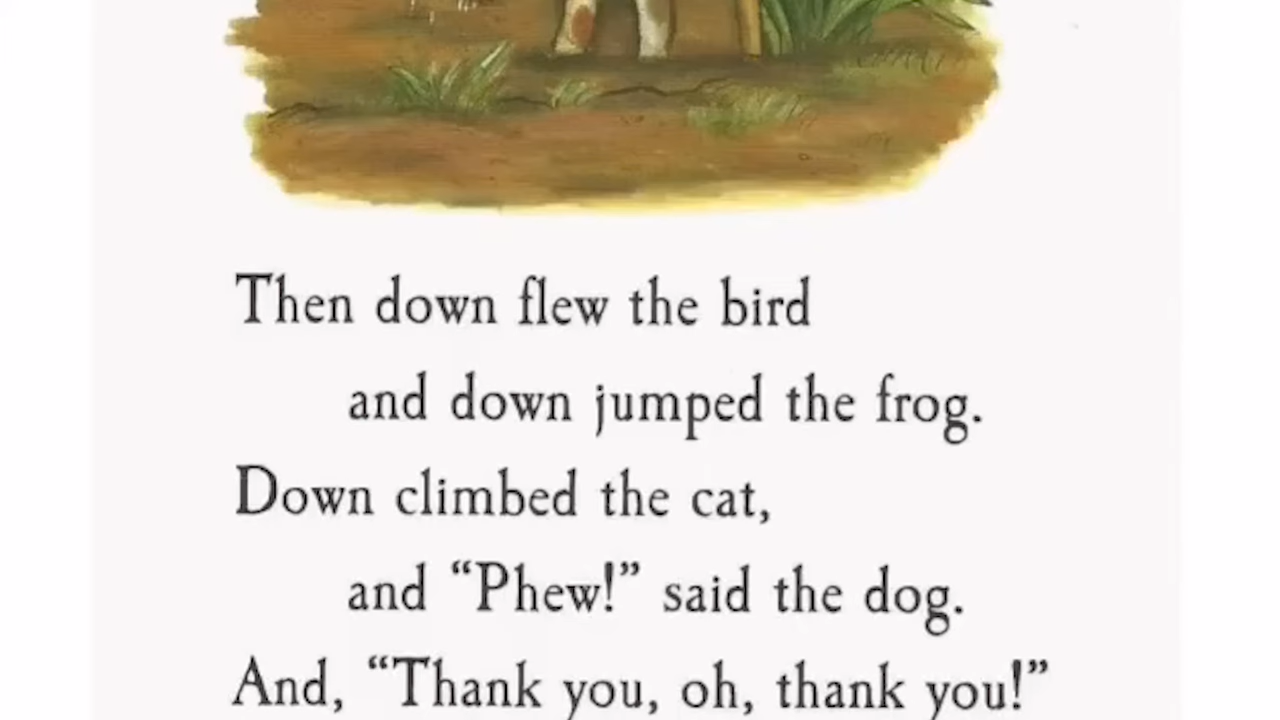 Then down flew the bird
and down jumped the frog.
Down climbed the cat,
and “Phew!” said the dog.
And, “Thank you, oh, thank you!”